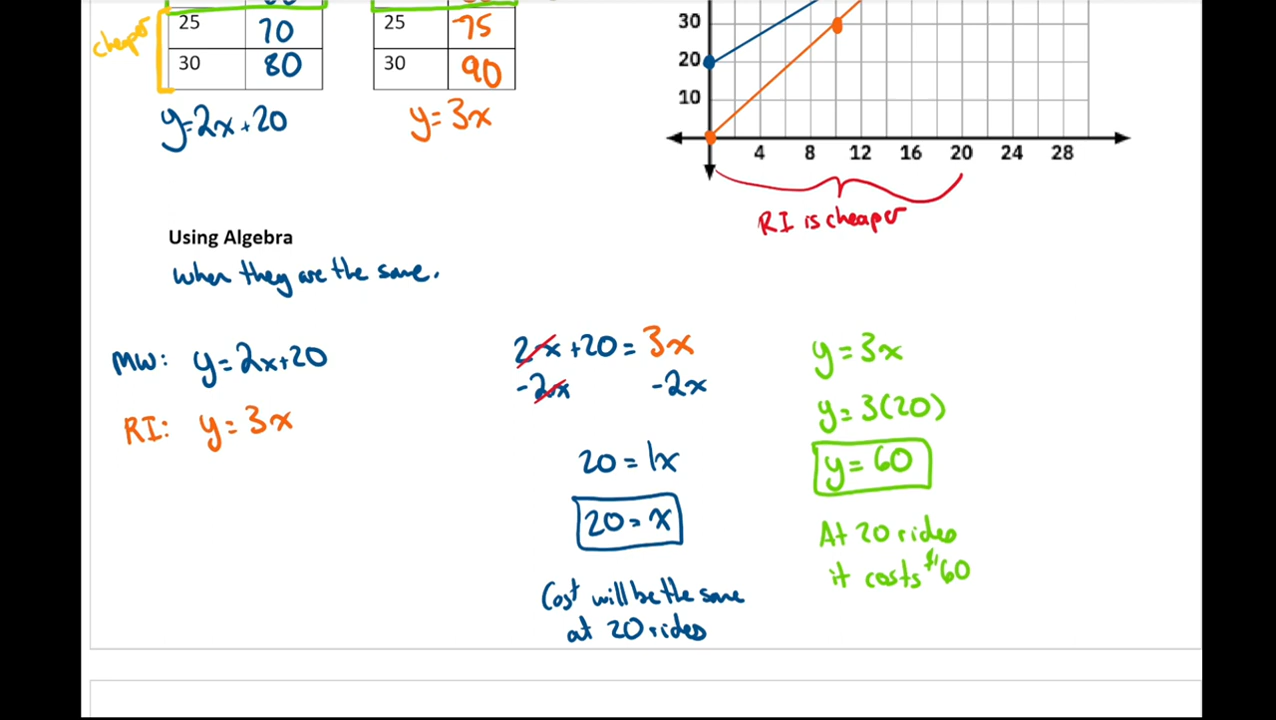 25 70
30 80
cheaper
25 75
30 90
y=2x+20
y=3x
30
20
10
4 8 12 16 20 24 28
RI is cheaper
Using Algebra
when they are the same.
MW: y=2x+20
RI: y=3x
2x+20=3x
-2x -2x
20=1x
20=x
Cost will be the same
at 20 rides
y=3x
y=3(20)
y=60
At 20 rides
it costs $60